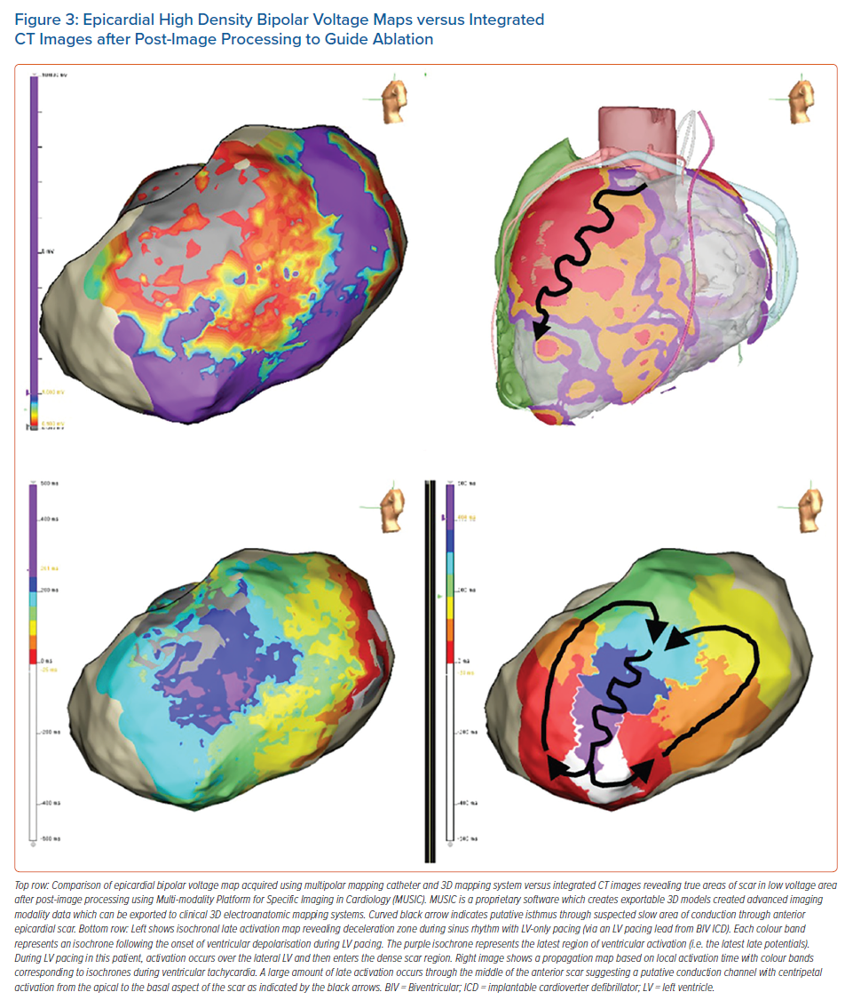 Figure 3: Epicardial High Density Bipolar Voltage Maps versus Integrated
CT Images after Post-Image Processing to Guide Ablation
5 mV
500 ms
400 ms
200 ms
0 ms
-200 ms
-400 ms
-500 ms
Top row: Comparison of epicardial bipolar voltage map acquired using multipolar mapping catheter and 3D mapping system versus integrated CT images revealing true areas of scar in low voltage area
after post-image processing using Multi-modality Platform for Specific Imaging in Cardiology (MUSIC). MUSIC is a proprietary software which creates exportable 3D models created advanced imaging
modality data which can be exported to clinical 3D electroanatomic mapping systems. Curved black arrow indicates putative isthmus through suspected slow area of conduction through anterior
epicardial scar. Bottom row: Left shows isochronal late activation map revealing deceleration zone during sinus rhythm with LV-only pacing (via an LV pacing lead from BIV ICD). Each colour band
represents an isochrone following the onset of ventricular depolarisation during LV pacing. The purple isochrone represents the latest region of ventricular activation (i.e. the latest late potentials).
During LV pacing in this patient, activation occurs over the lateral LV and then enters the dense scar region. Right image shows a propagation map based on local activation time with colour bands
corresponding to isochrones during ventricular tachycardia. A large amount of late activation occurs through the middle of the anterior scar suggesting a putative conduction channel with centripetal
activation from the apical to the basal aspect of the scar as indicated by the black arrows. BIV = Biventricular; ICD = implantable cardioverter defibrillator; LV = left ventricle.